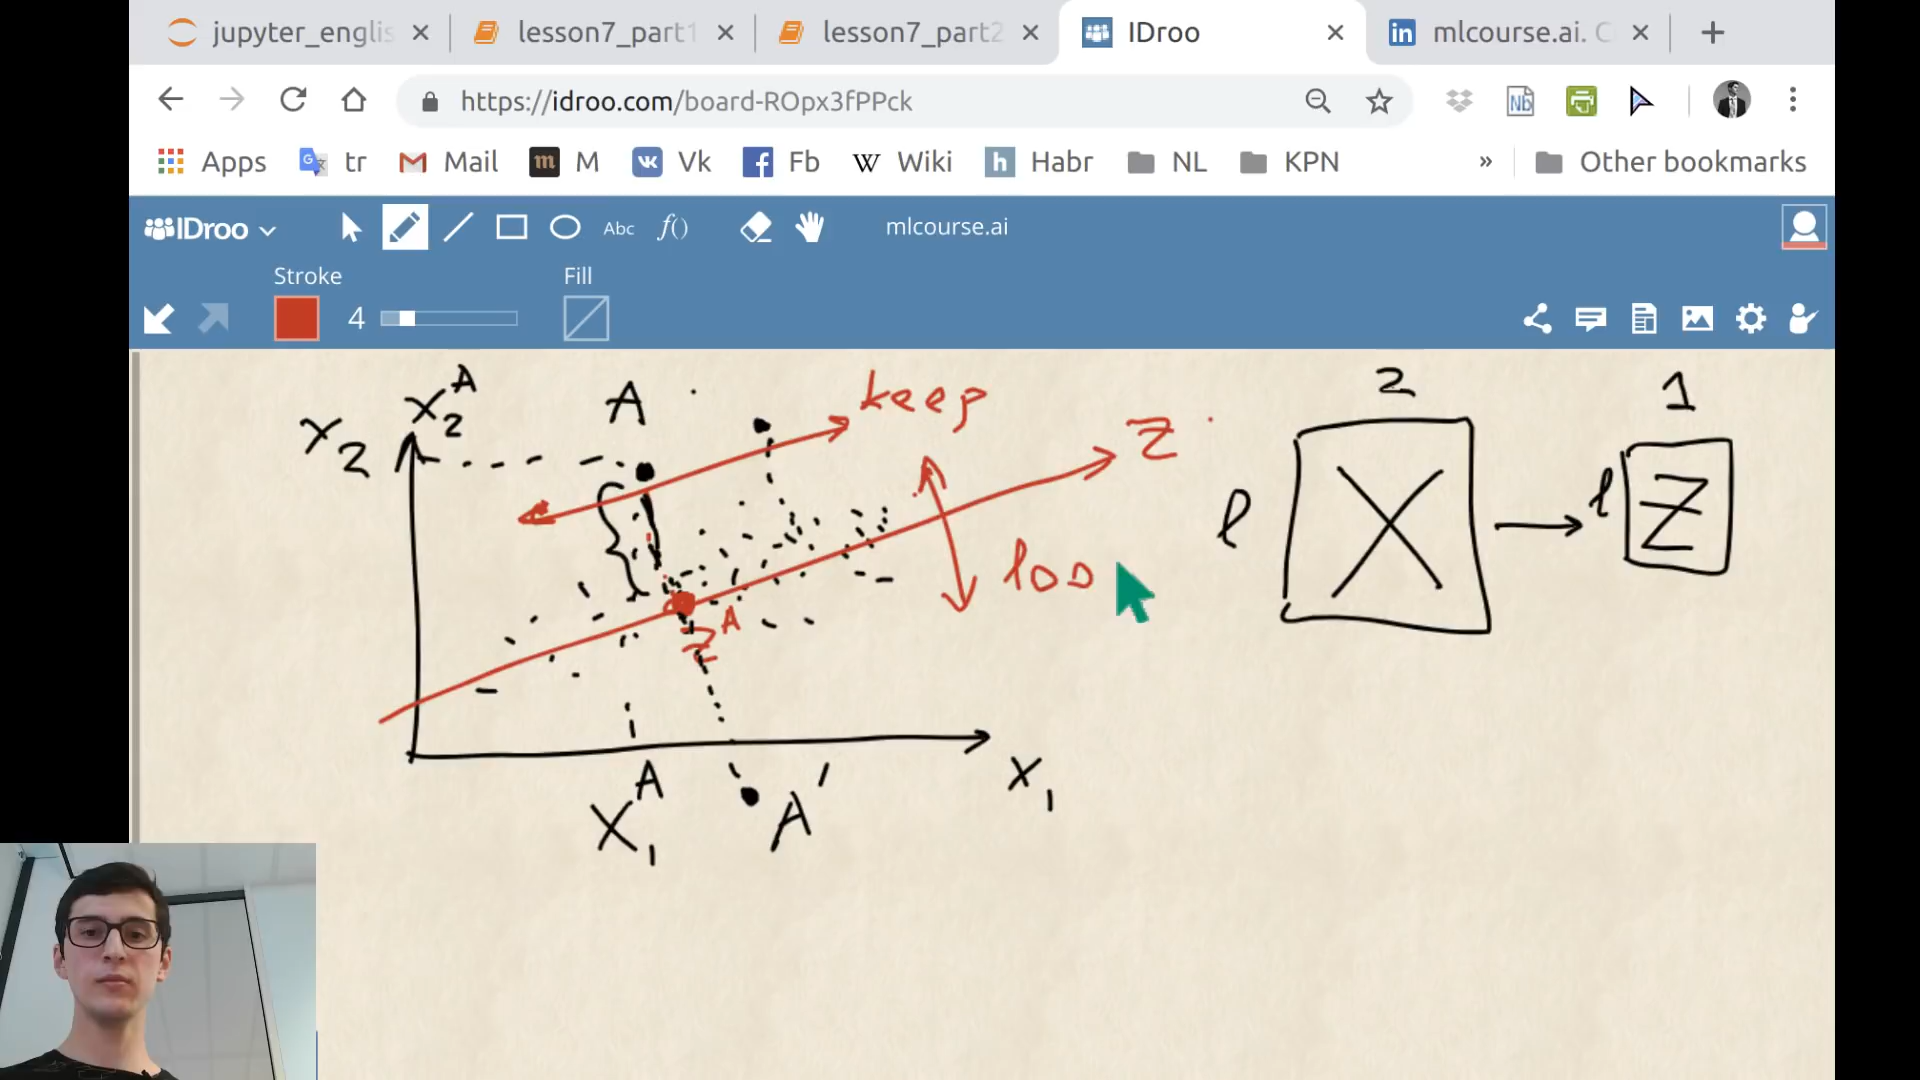 jupyter_englis
lesson7_part1
lesson7_part2
IDroo
mlcourse.ai. C
https://idroo.com/board-ROpx3fPPck
Apps
tr
Mail
M
Vk
Fb
Wiki
Habr
NL
KPN
» Other bookmarks
IDroo
Abc
f()
mlcourse.ai
Stroke
4
Fill
X₂
X₂ᴬ
A
keep
Z
2
1
l
X
l
Z
Zᴬ
X₁ᴬ
A'
X₁